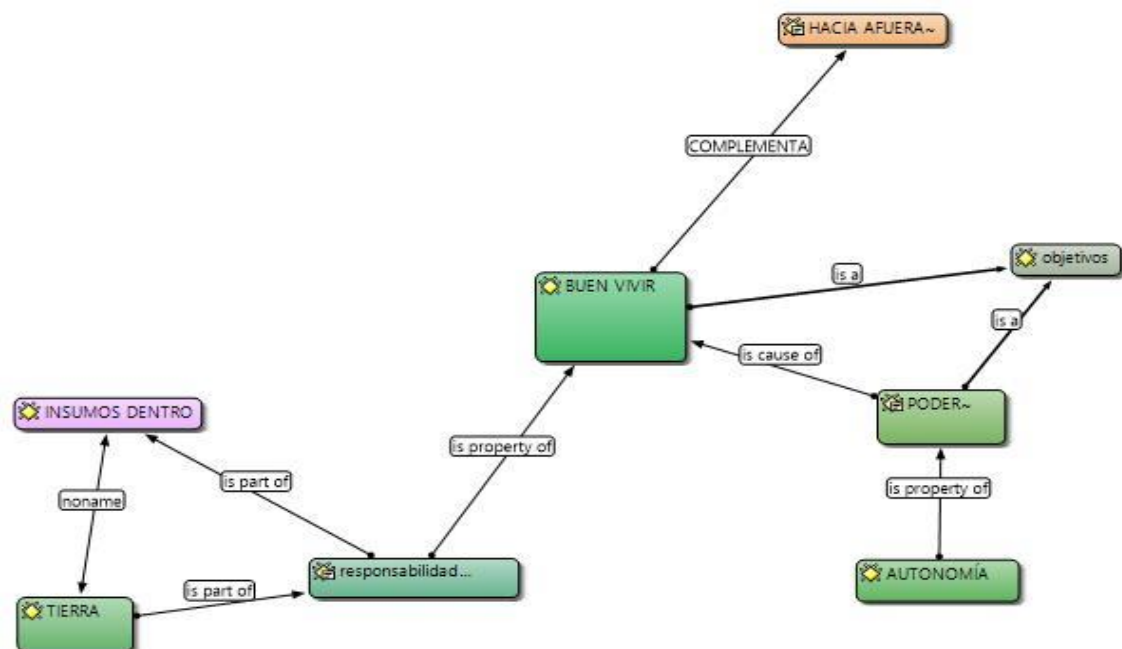 HACIA AFUERA~
COMPLEMENTA
objetivos
is a
BUEN VIVIR
is a
is cause of
PODER~
INSUMOS DENTRO
is property of
is part of
noname
is property of
responsabilidad...
AUTONOMÍA
is part of
TIERRA